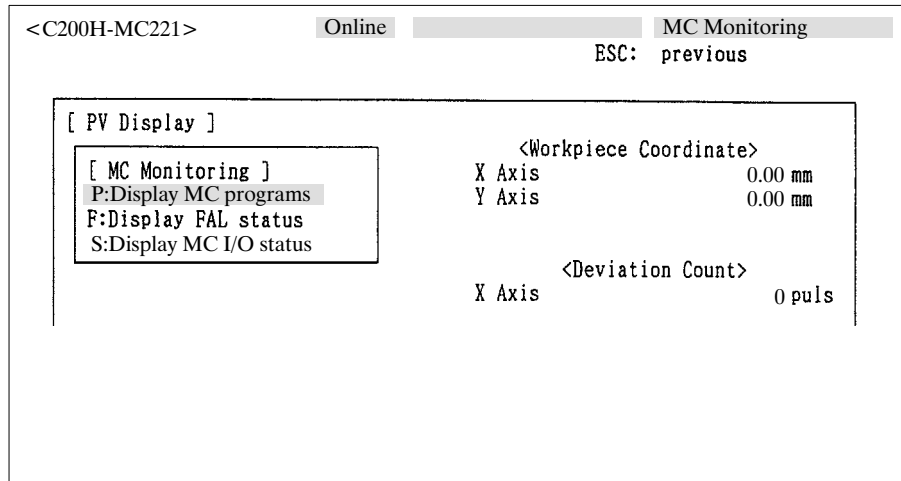 <C200H-MC221> Online MC Monitoring
ESC: previous
[ PV Display ]
[ MC Monitoring ]
P:Display MC programs
F:Display FAL status
S:Display MC I/O status
<Workpiece Coordinate>
X Axis 0.00 mm
Y Axis 0.00 mm
<Deviation Count>
X Axis 0 puls